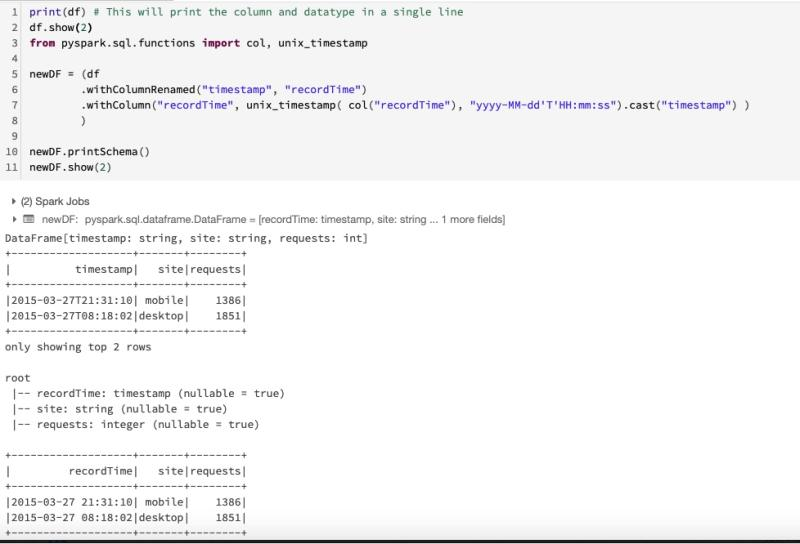 1 print(df) # This will print the column and datatype in a single line
2 df.show(2)
3 from pyspark.sql.functions import col, unix_timestamp
4
5 newDF = (df
6         .withColumnRenamed("timestamp", "recordTime")
7         .withColumn("recordTime", unix_timestamp( col("recordTime"), "yyyy-MM-dd'T'HH:mm:ss").cast("timestamp") )
8         )
9
10 newDF.printSchema()
11 newDF.show(2)
(2) Spark Jobs
newDF: pyspark.sql.dataframe.DataFrame = [recordTime: timestamp, site: string ... 1 more fields]
DataFrame[timestamp: string, site: string, requests: int]
+-------------------+-------+--------+
|          timestamp|   site|requests|
+-------------------+-------+--------+
|2015-03-27T21:31:10| mobile|    1386|
|2015-03-27T08:18:02|desktop|    1851|
+-------------------+-------+--------+
only showing top 2 rows
root
 |-- recordTime: timestamp (nullable = true)
 |-- site: string (nullable = true)
 |-- requests: integer (nullable = true)
+-------------------+-------+--------+
|         recordTime|   site|requests|
+-------------------+-------+--------+
|2015-03-27 21:31:10| mobile|    1386|
|2015-03-27 08:18:02|desktop|    1851|
+-------------------+-------+--------+